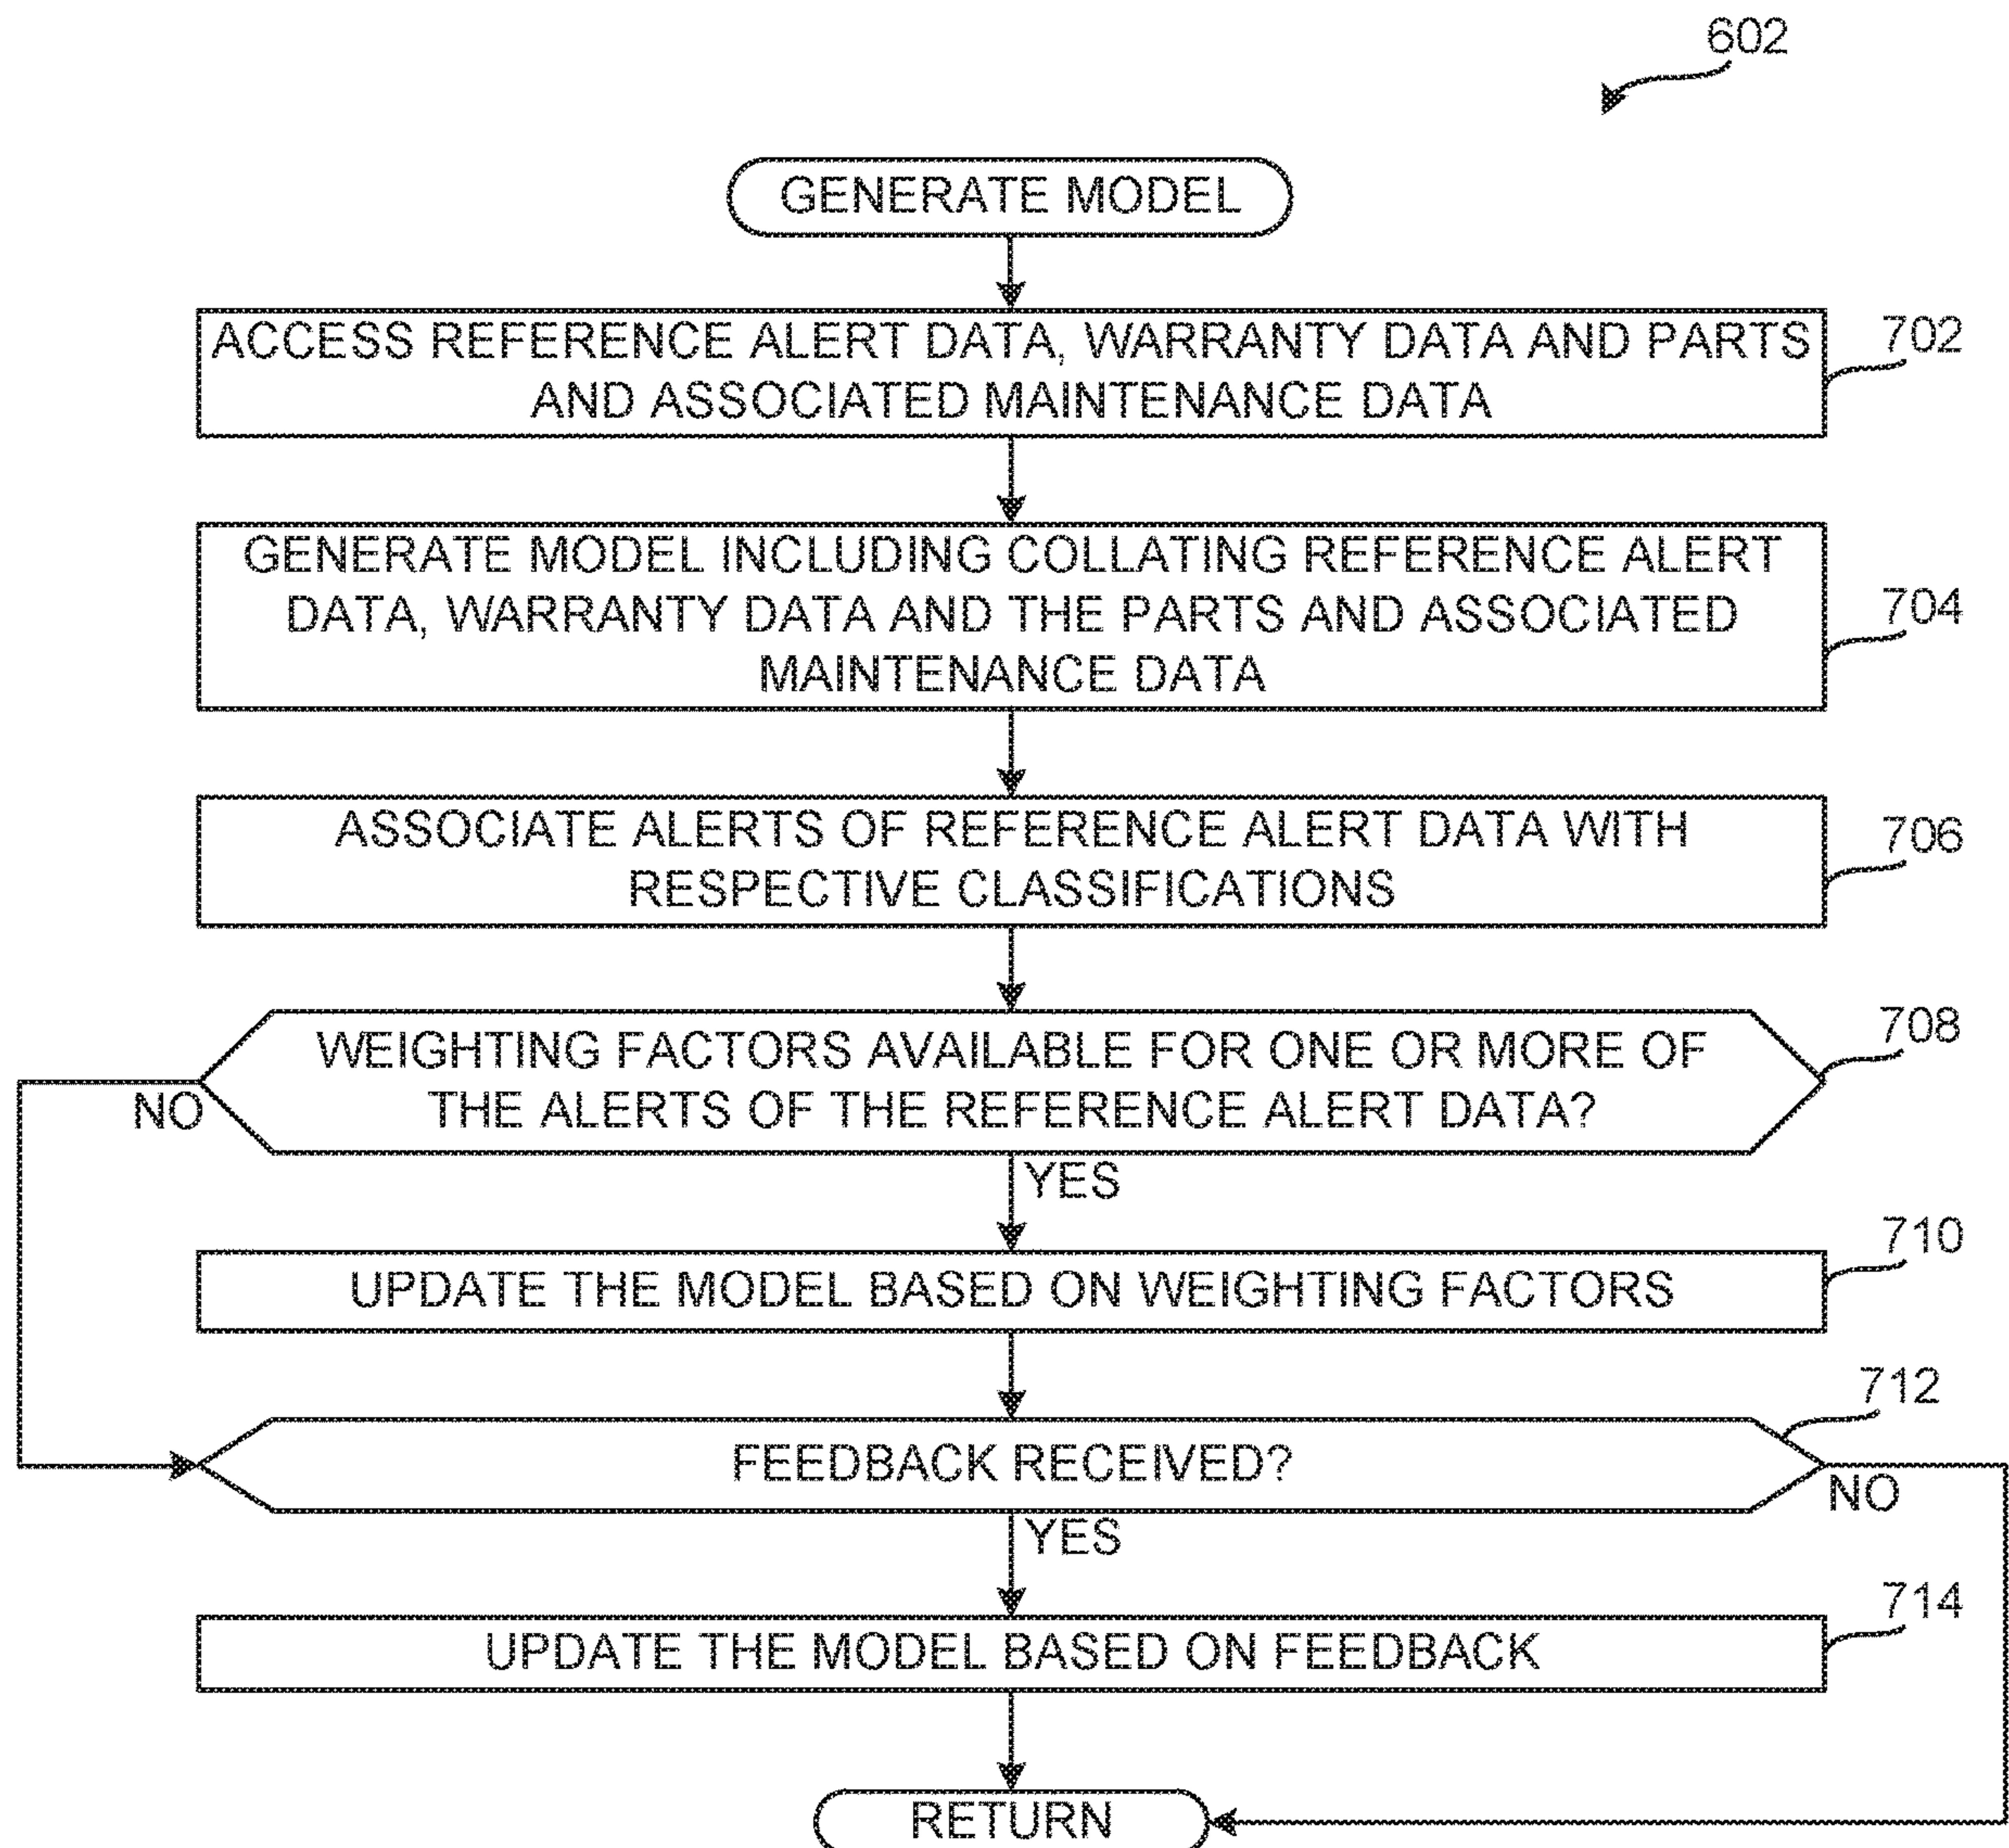 602
GENERATE MODEL
ACCESS REFERENCE ALERT DATA, WARRANTY DATA AND PARTS
AND ASSOCIATED MAINTENANCE DATA
702
GENERATE MODEL INCLUDING COLLATING REFERENCE ALERT
DATA, WARRANTY DATA AND THE PARTS AND ASSOCIATED
MAINTENANCE DATA
704
ASSOCIATE ALERTS OF REFERENCE ALERT DATA WITH
RESPECTIVE CLASSIFICATIONS
706
WEIGHTING FACTORS AVAILABLE FOR ONE OR MORE OF
THE ALERTS OF THE REFERENCE ALERT DATA?
708
NO
YES
UPDATE THE MODEL BASED ON WEIGHTING FACTORS
710
FEEDBACK RECEIVED?
712
NO
YES
UPDATE THE MODEL BASED ON FEEDBACK
714
RETURN